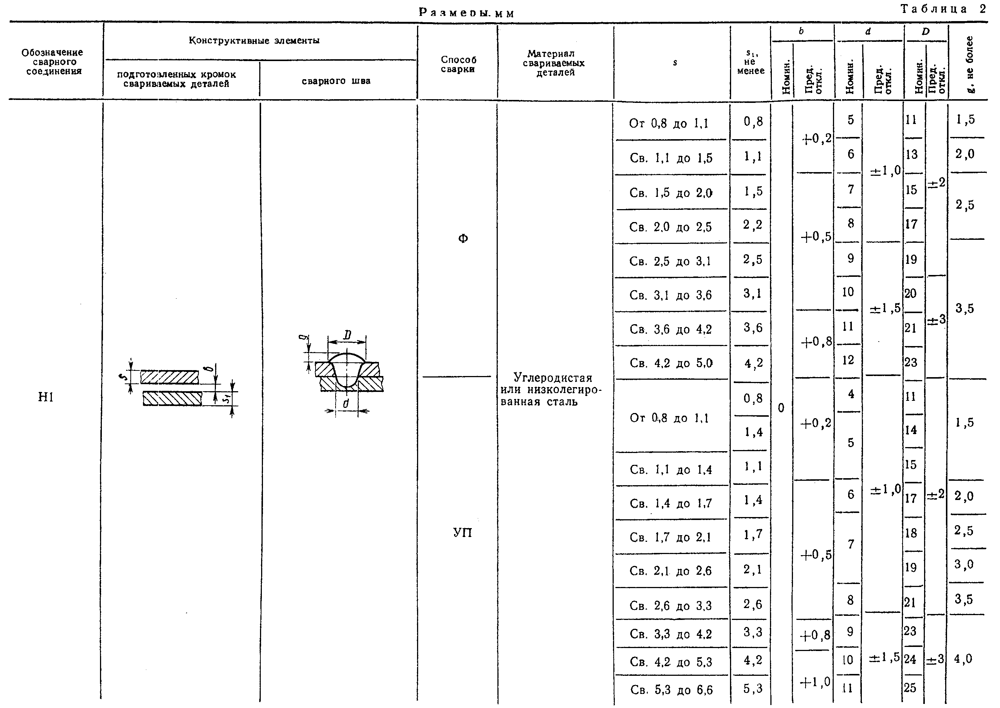 Размеры, мм
Таблица 2
Обозначение
сварного
соединения
Конструктивные элементы
подготовленных кромок
свариваемых деталей
сварного шва
Способ
сварки
Материал
свариваемых
деталей
s
s₁,
не
менее
b
Номин.
Пред.
откл.
d
Номин.
Пред.
откл.
D
Номин.
Пред.
откл.
g, не более
Н1
s
b
s₁
g
D
d
Ф
УП
Углеродистая
или низколегиро-
ванная сталь
От 0,8 до 1,1
Св. 1,1 до 1,5
Св. 1,5 до 2,0
Св. 2,0 до 2,5
Св. 2,5 до 3,1
Св. 3,1 до 3,6
Св. 3,6 до 4,2
Св. 4,2 до 5,0
От 0,8 до 1,1
Св. 1,1 до 1,4
Св. 1,4 до 1,7
Св. 1,7 до 2,1
Св. 2,1 до 2,6
Св. 2,6 до 3,3
Св. 3,3 до 4,2
Св. 4,2 до 5,3
Св. 5,3 до 6,6
0,8
1,1
1,5
2,2
2,5
3,1
3,6
4,2
0,8
1,4
1,1
1,4
1,7
2,1
2,6
3,3
4,2
5,3
0
+0,2
+0,5
+0,8
+0,2
+0,5
+0,8
+1,0
5
6
7
8
9
10
11
12
4
5
6
7
8
9
10
11
±1,0
±1,5
±1,0
±1,5
11
13
15
17
19
20
21
23
11
14
15
17
18
19
21
23
24
25
±2
±3
±2
±3
1,5
2,0
2,5
3,5
1,5
2,0
2,5
3,0
3,5
4,0